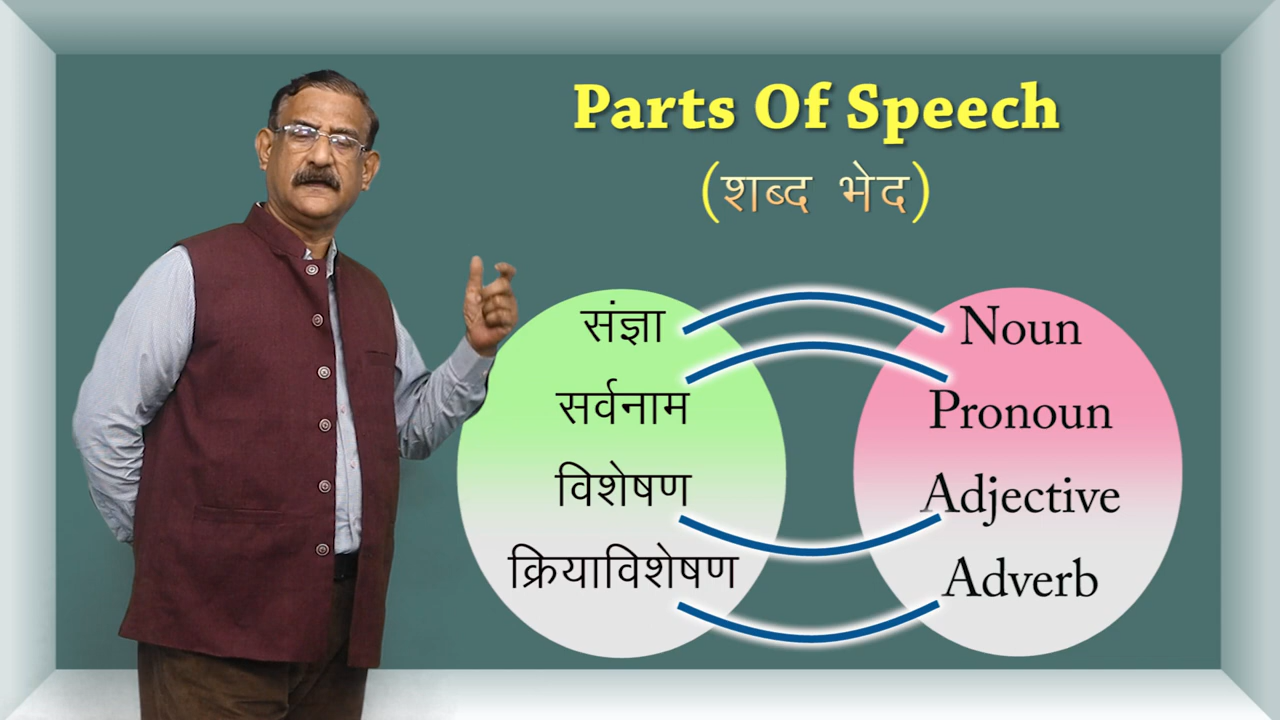 Parts Of Speech
(शब्द भेद)
संज्ञा
सर्वनाम
विशेषण
क्रियाविशेषण
Noun
Pronoun
Adjective
Adverb